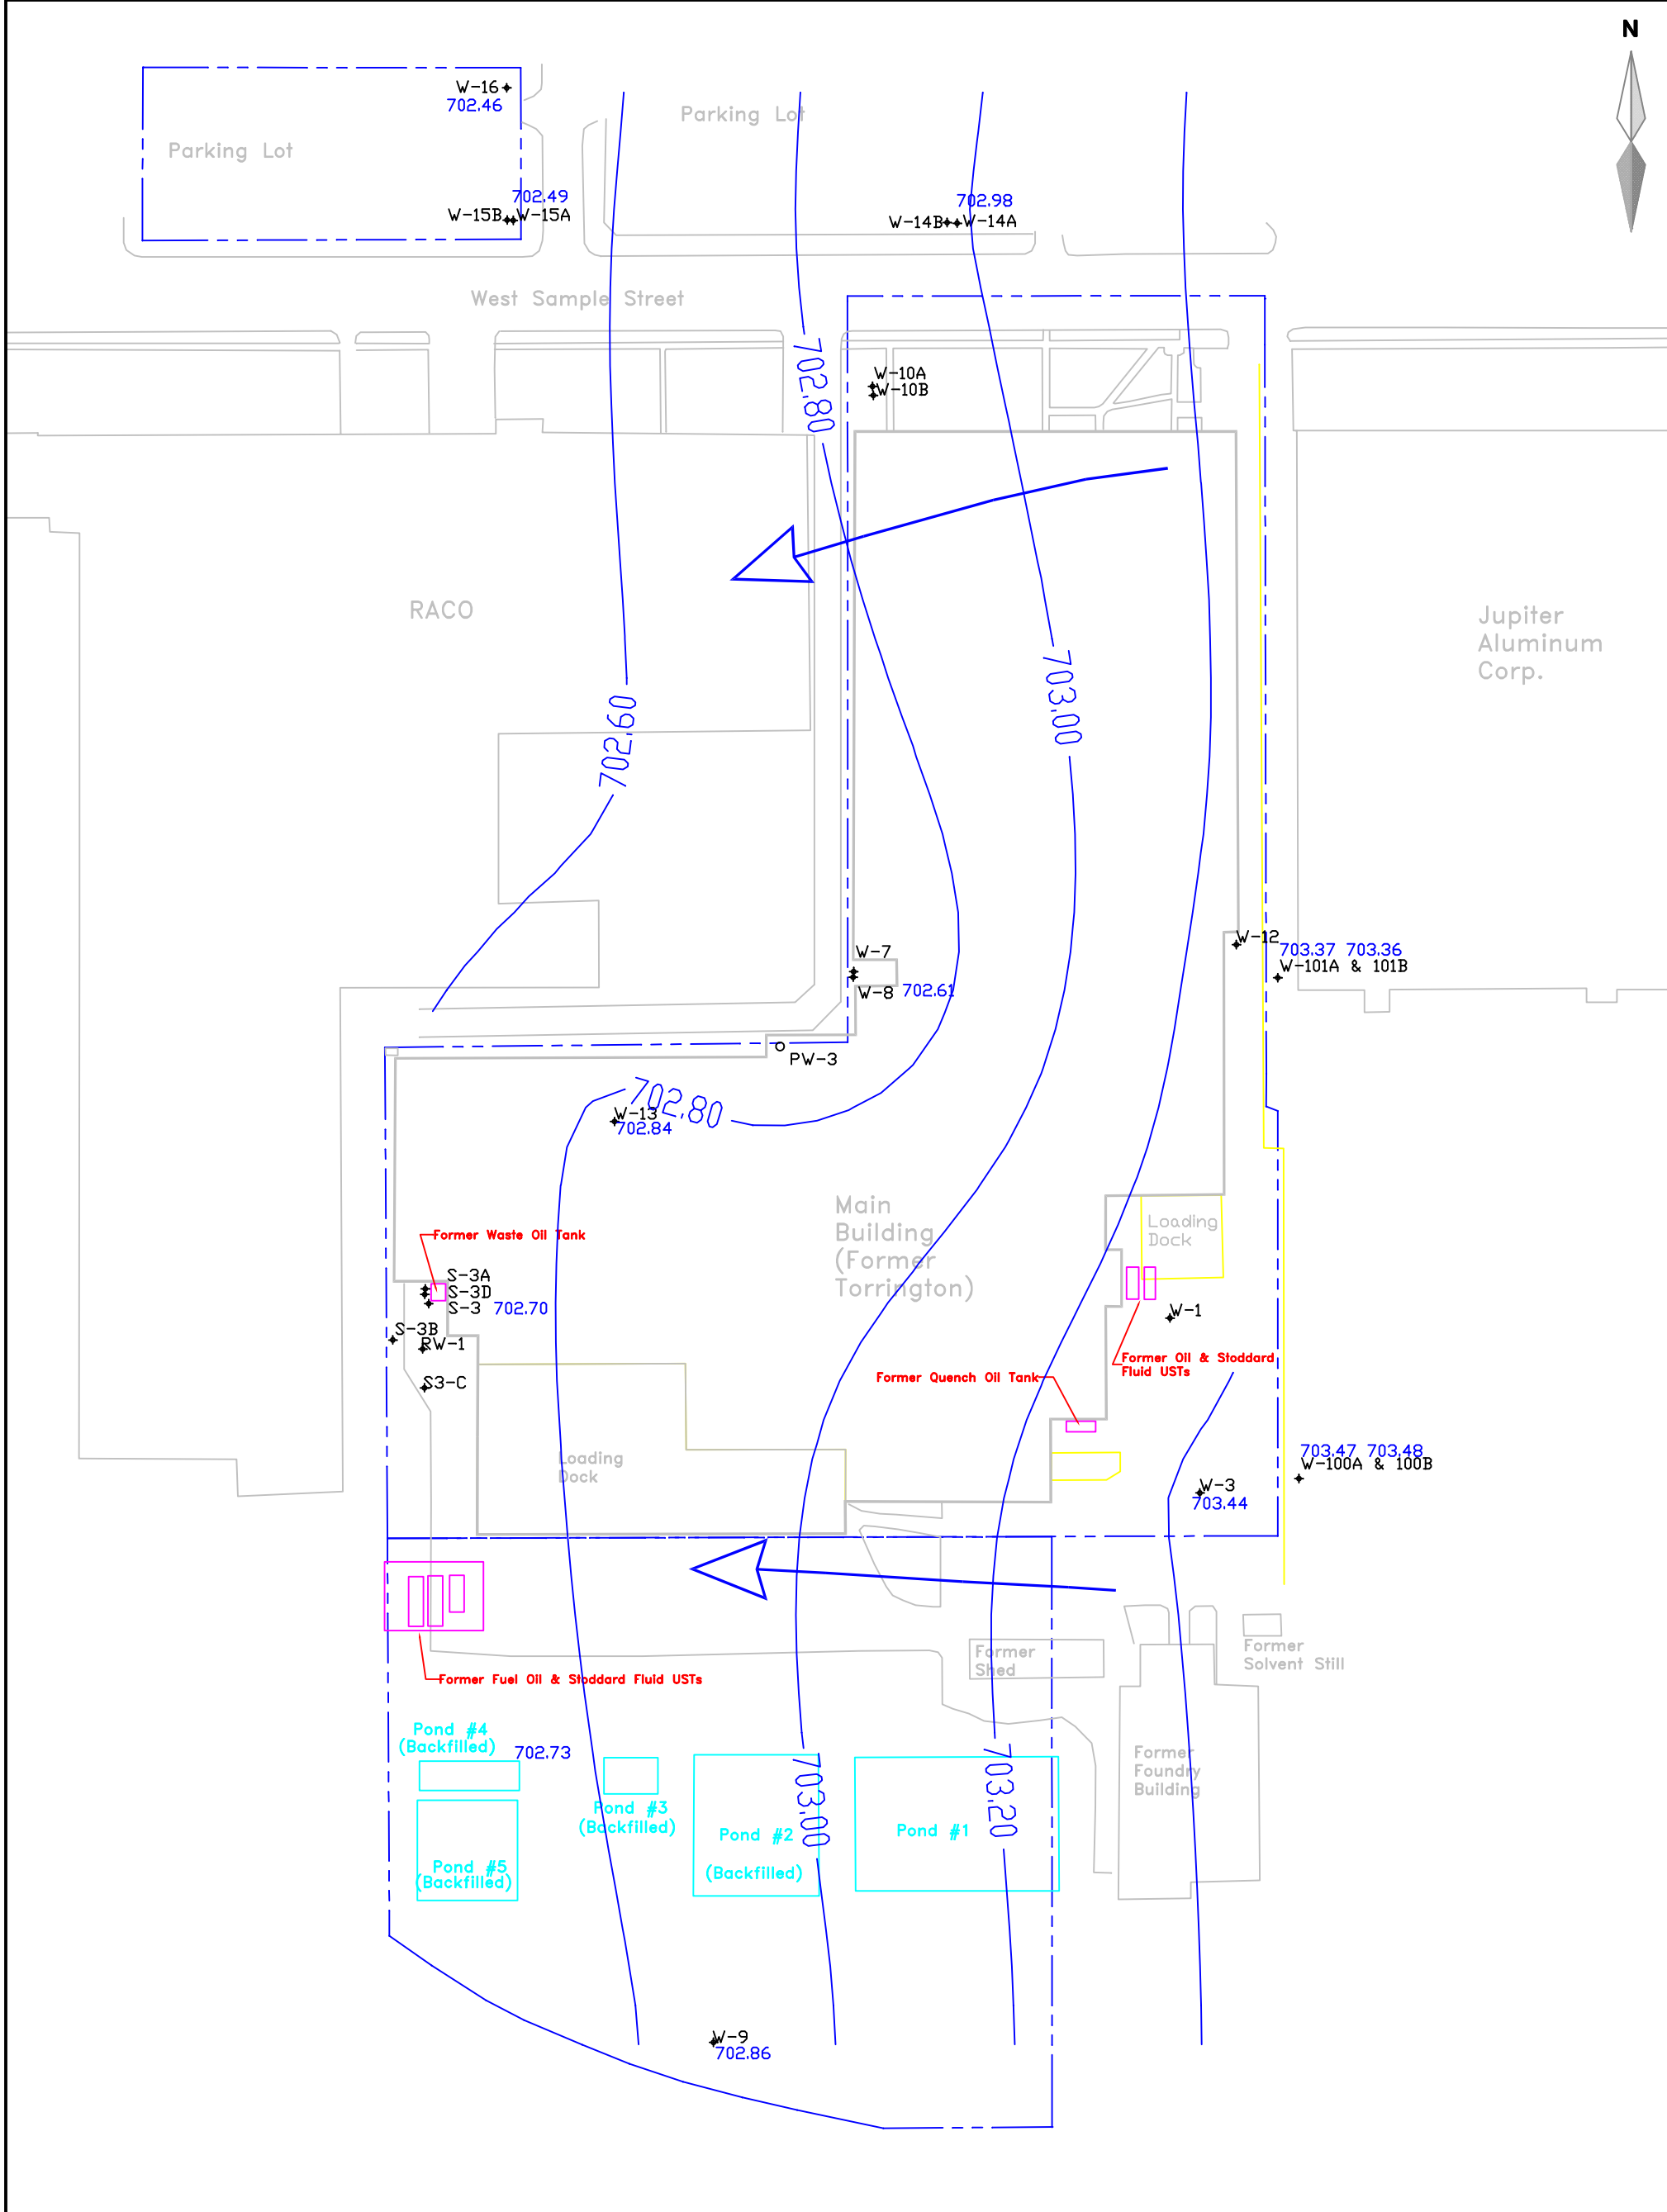 N
W-16
702.46
Parking Lot
Parking Lot
702.49
W-15B
W-15A
702.98
W-14B
W-14A
West Sample Street
702.80
W-10A
W-10B
RACO
Jupiter
Aluminum
Corp.
703.00
702.60
W-12
703.37 703.36
W-101A & 101B
W-7
W-8
702.61
PW-3
702.80
W-13
702.84
Main
Building
(Former
Torrington)
Loading
Dock
Former Waste Oil Tank
S-3A
S-3D
S-3
702.70
S-3B
RW-1
S3-C
W-1
Former Oil & Stoddard
Fluid USTs
Former Quench Oil Tank
Loading
Dock
703.47 703.48
W-100A & 100B
W-3
703.44
Former
Shed
Former
Solvent Still
Former Fuel Oil & Stoddard Fluid USTs
Pond #4
(Backfilled)
702.73
Former
Foundry
Building
703.00
703.20
Pond #3
(Backfilled)
Pond #2
(Backfilled)
Pond #1
Pond #5
(Backfilled)
W-9
702.86